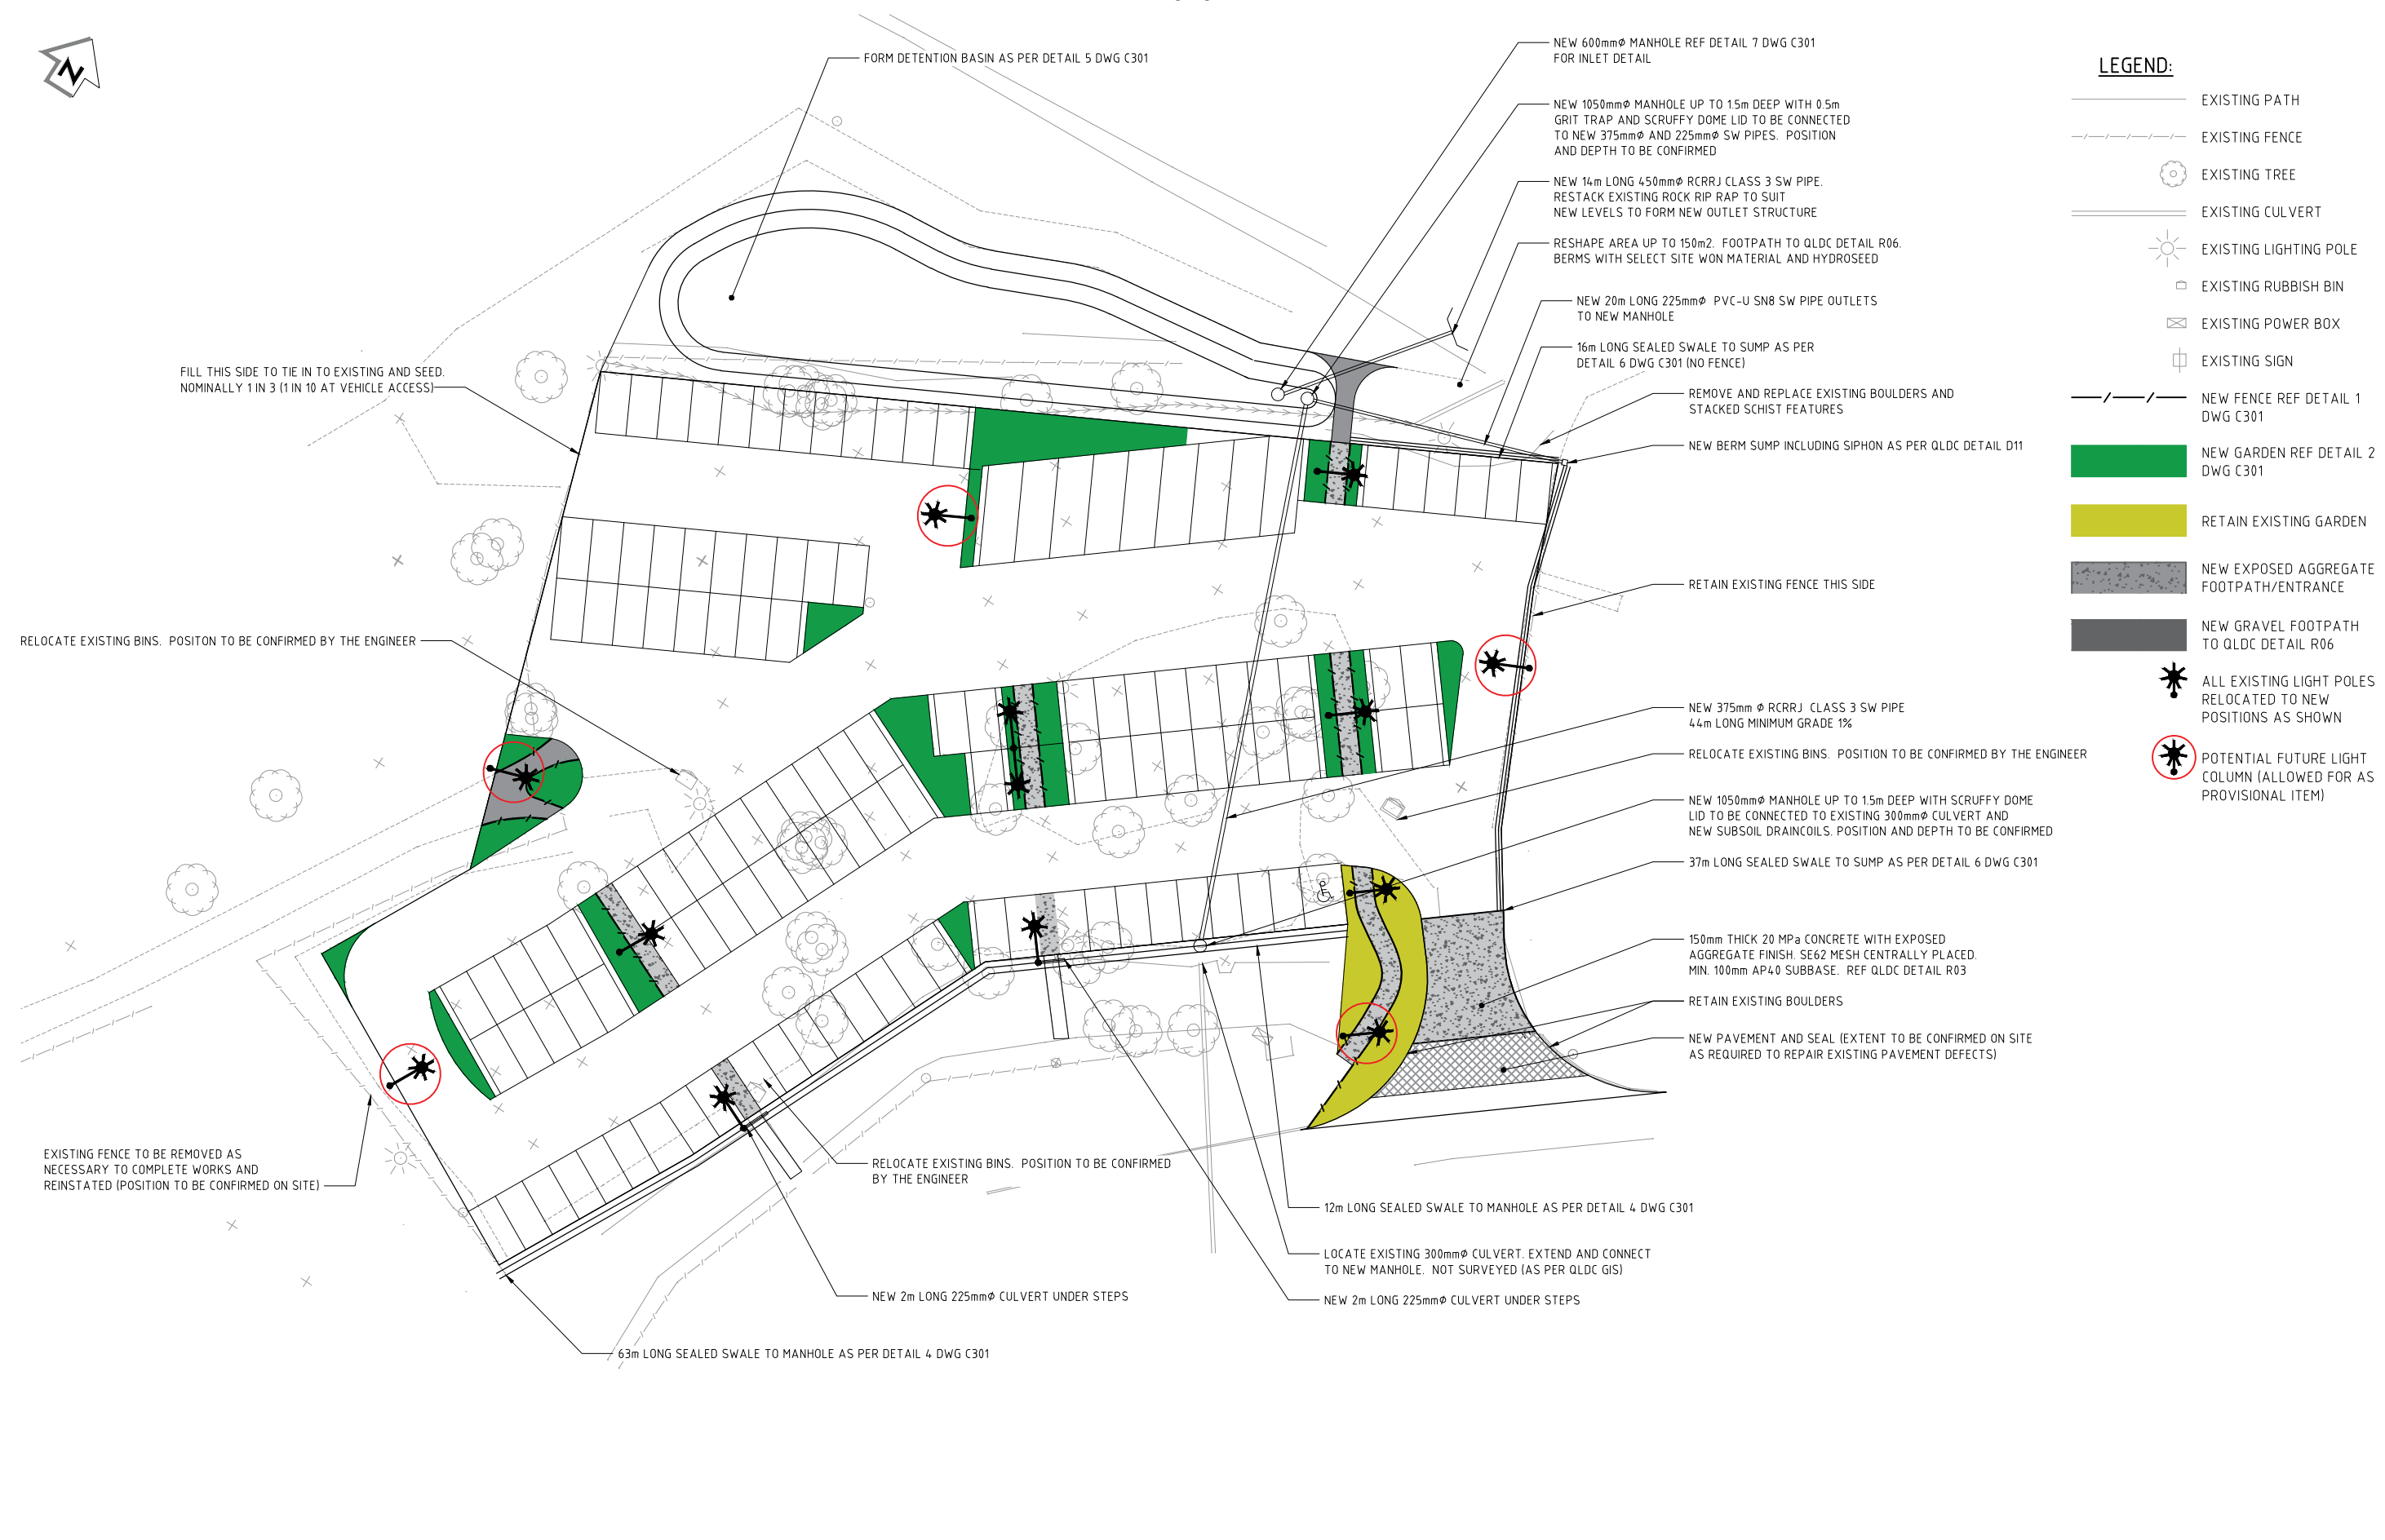 N
FORM DETENTION BASIN AS PER DETAIL 5 DWG C301
NEW 600mmØ MANHOLE REF DETAIL 7 DWG C301
FOR INLET DETAIL
NEW 1050mmØ MANHOLE UP TO 1.5m DEEP WITH 0.5m
GRIT TRAP AND SCRUFFY DOME LID TO BE CONNECTED
TO NEW 375mmØ AND 225mmØ SW PIPES. POSITION
AND DEPTH TO BE CONFIRMED
NEW 14m LONG 450mmØ RCRRJ CLASS 3 SW PIPE.
RESTACK EXISTING ROCK RIP RAP TO SUIT
NEW LEVELS TO FORM NEW OUTLET STRUCTURE
RESHAPE AREA UP TO 150m2. FOOTPATH TO QLDC DETAIL R06.
BERMS WITH SELECT SITE WON MATERIAL AND HYDROSEED
NEW 20m LONG 225mmØ PVC-U SN8 SW PIPE OUTLETS
TO NEW MANHOLE
16m LONG SEALED SWALE TO SUMP AS PER
DETAIL 6 DWG C301 (NO FENCE)
REMOVE AND REPLACE EXISTING BOULDERS AND
STACKED SCHIST FEATURES
NEW BERM SUMP INCLUDING SIPHON AS PER QLDC DETAIL D11
RETAIN EXISTING FENCE THIS SIDE
NEW 375mm Ø RCRRJ CLASS 3 SW PIPE
44m LONG MINIMUM GRADE 1%
RELOCATE EXISTING BINS. POSITION TO BE CONFIRMED BY THE ENGINEER
NEW 1050mmØ MANHOLE UP TO 1.5m DEEP WITH SCRUFFY DOME
LID TO BE CONNECTED TO EXISTING 300mmØ CULVERT AND
NEW SUBSOIL DRAINCOILS. POSITION AND DEPTH TO BE CONFIRMED
37m LONG SEALED SWALE TO SUMP AS PER DETAIL 6 DWG C301
150mm THICK 20 MPa CONCRETE WITH EXPOSED
AGGREGATE FINISH. SE62 MESH CENTRALLY PLACED.
MIN. 100mm AP40 SUBBASE. REF QLDC DETAIL R03
RETAIN EXISTING BOULDERS
NEW PAVEMENT AND SEAL (EXTENT TO BE CONFIRMED ON SITE
AS REQUIRED TO REPAIR EXISTING PAVEMENT DEFECTS)
FILL THIS SIDE TO TIE IN TO EXISTING AND SEED.
NOMINALLY 1 IN 3 (1 IN 10 AT VEHICLE ACCESS)
RELOCATE EXISTING BINS. POSITON TO BE CONFIRMED BY THE ENGINEER
EXISTING FENCE TO BE REMOVED AS
NECESSARY TO COMPLETE WORKS AND
REINSTATED (POSITION TO BE CONFIRMED ON SITE)
RELOCATE EXISTING BINS. POSITION TO BE CONFIRMED
BY THE ENGINEER
12m LONG SEALED SWALE TO MANHOLE AS PER DETAIL 4 DWG C301
LOCATE EXISTING 300mmØ CULVERT. EXTEND AND CONNECT
TO NEW MANHOLE. NOT SURVEYED (AS PER QLDC GIS)
NEW 2m LONG 225mmØ CULVERT UNDER STEPS
NEW 2m LONG 225mmØ CULVERT UNDER STEPS
63m LONG SEALED SWALE TO MANHOLE AS PER DETAIL 4 DWG C301
LEGEND:
EXISTING PATH
EXISTING FENCE
EXISTING TREE
EXISTING CULVERT
EXISTING LIGHTING POLE
EXISTING RUBBISH BIN
EXISTING POWER BOX
EXISTING SIGN
NEW FENCE REF DETAIL 1
DWG C301
NEW GARDEN REF DETAIL 2
DWG C301
RETAIN EXISTING GARDEN
NEW EXPOSED AGGREGATE
FOOTPATH/ENTRANCE
NEW GRAVEL FOOTPATH
TO QLDC DETAIL R06
ALL EXISTING LIGHT POLES
RELOCATED TO NEW
POSITIONS AS SHOWN
POTENTIAL FUTURE LIGHT
COLUMN (ALLOWED FOR AS
PROVISIONAL ITEM)